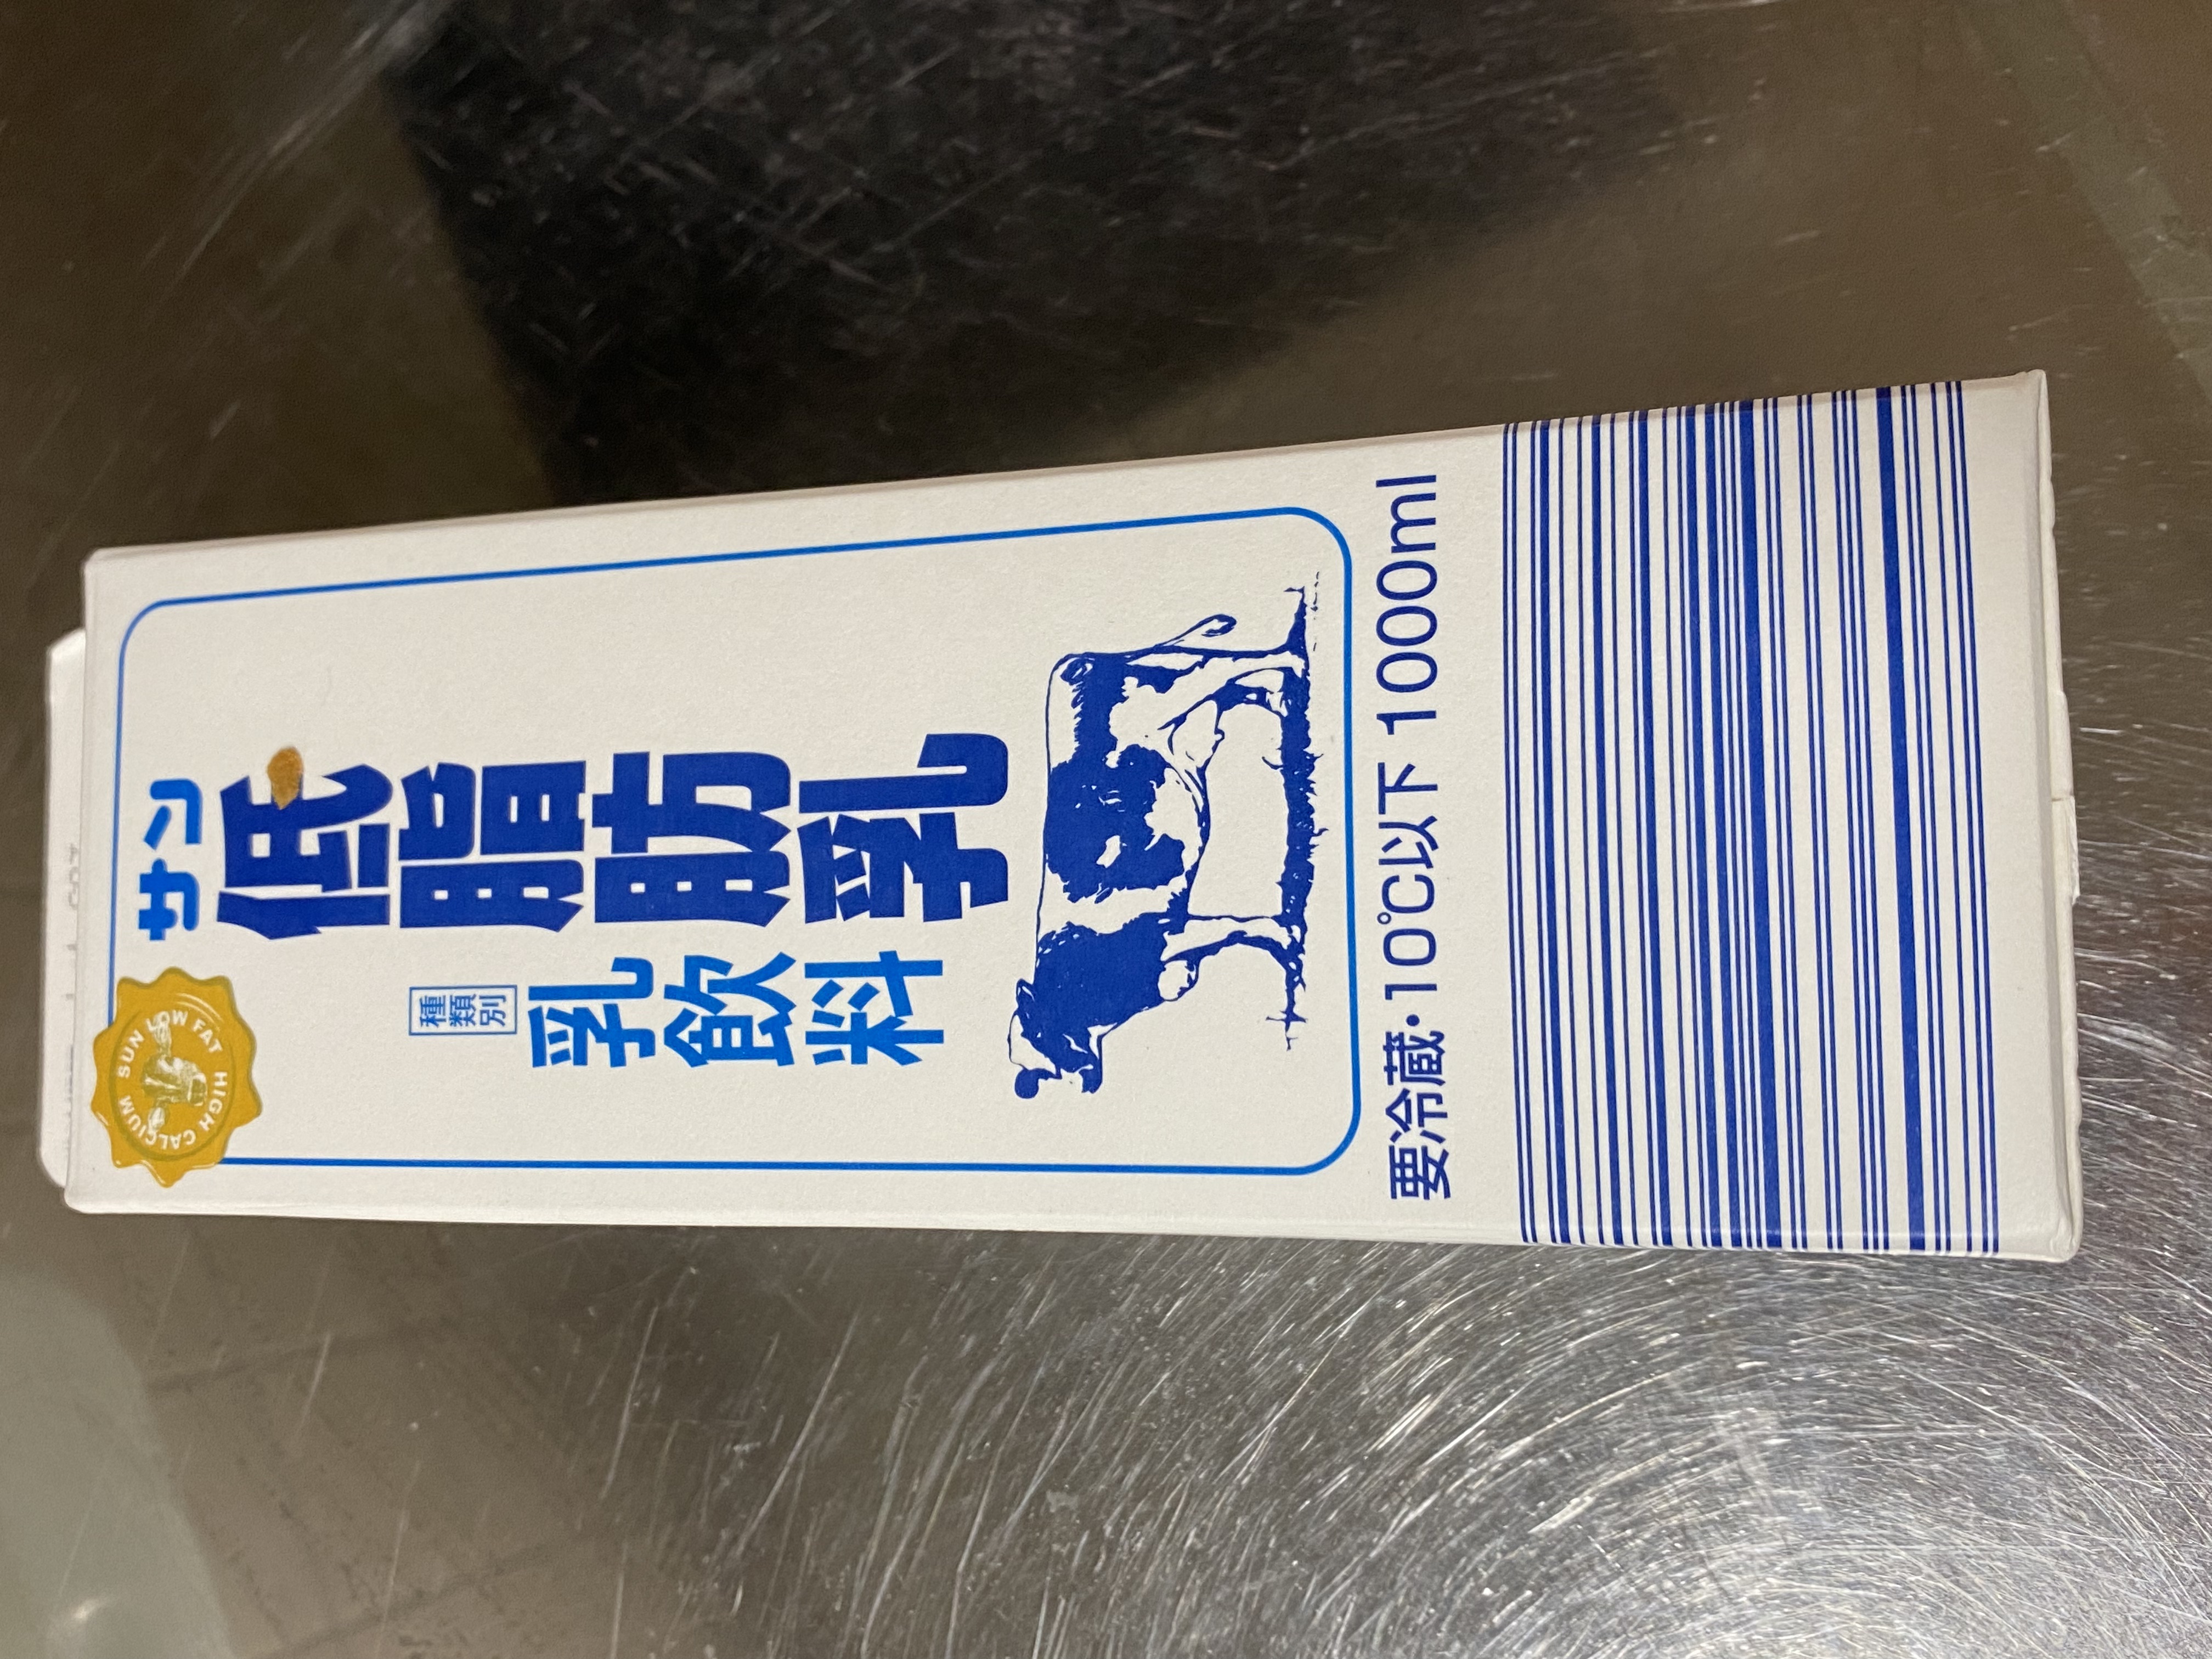 SUN LOW FAT HIGH CALCIUM
サン
低脂肪乳
種類別
乳飲料
要冷蔵・10℃以下 1000ml